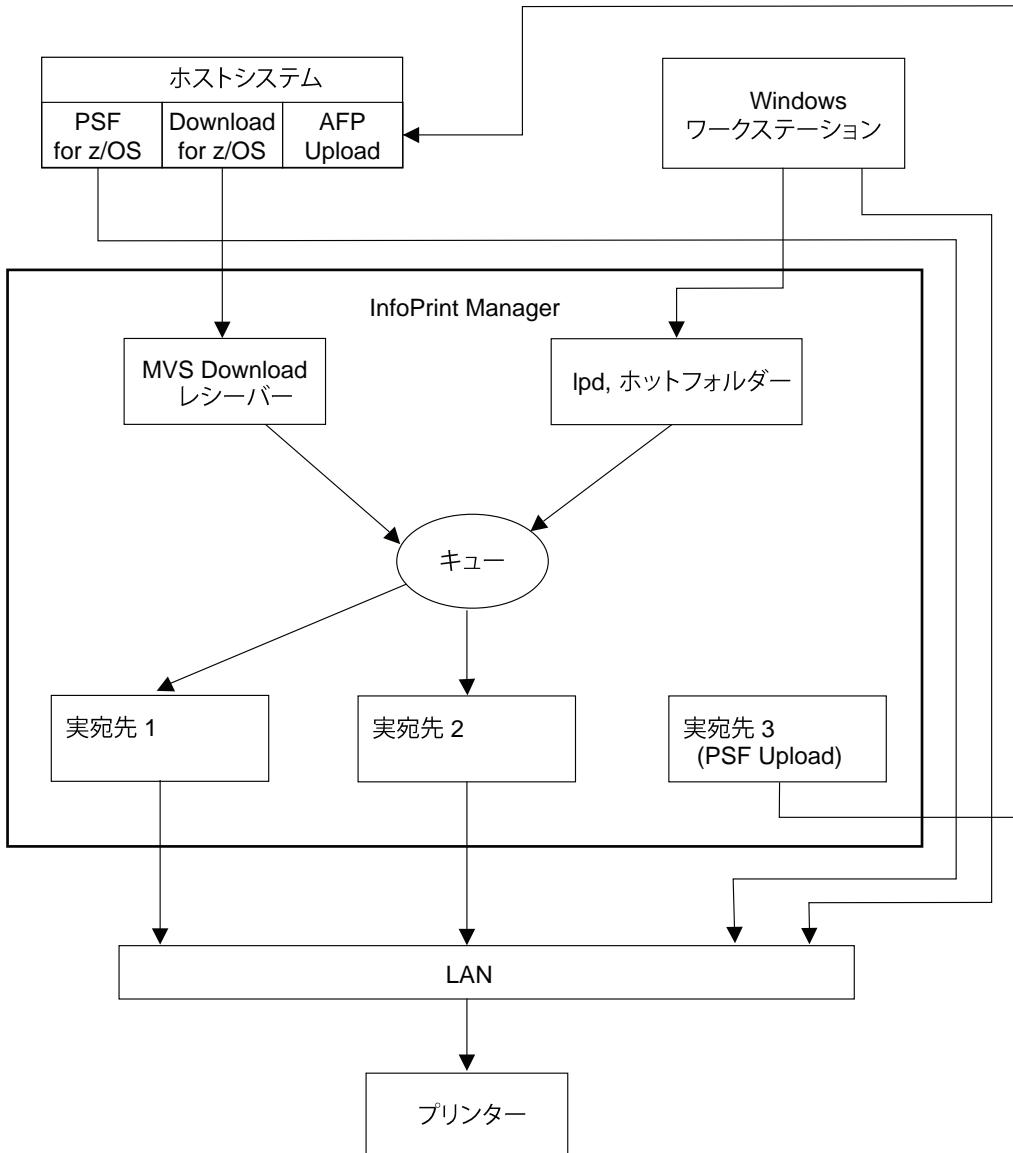 ホストシステム
PSF
for z/OS
Download
for z/OS
AFP
Upload
Windows
ワークステーション
InfoPrint Manager
MVS Download
レシーバー
lpd, ホットフォルダー
キュー
実宛先 1
実宛先 2
実宛先 3
(PSF Upload)
LAN
プリンター